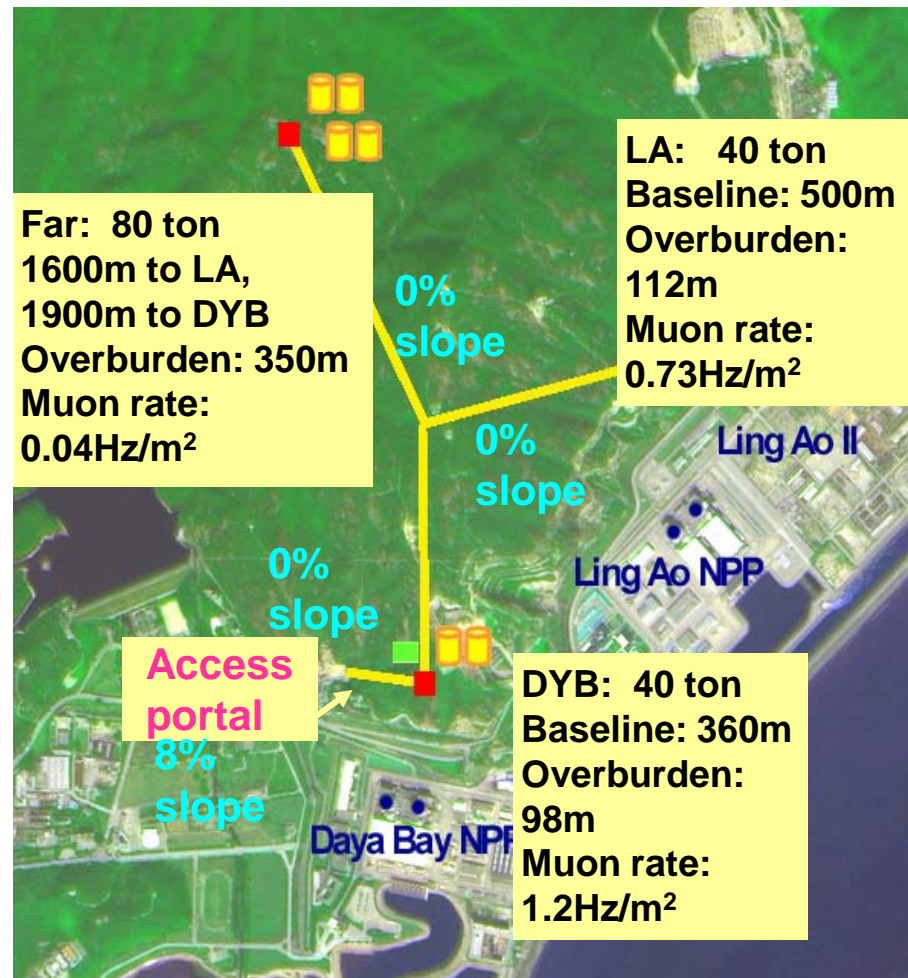 LA: 40 ton
Baseline: 500m
Overburden:
112m
Muon rate:
0.73Hz/m²
Far: 80 ton
1600m to LA,
1900m to DYB
Overburden: 350m
Muon rate:
0.04Hz/m²
0%
slope
0%
slope
Ling Ao II
Ling Ao NPP
0%
slope
Access
portal
8%
slope
DYB: 40 ton
Baseline: 360m
Overburden:
98m
Muon rate:
1.2Hz/m²
Daya Bay NPP